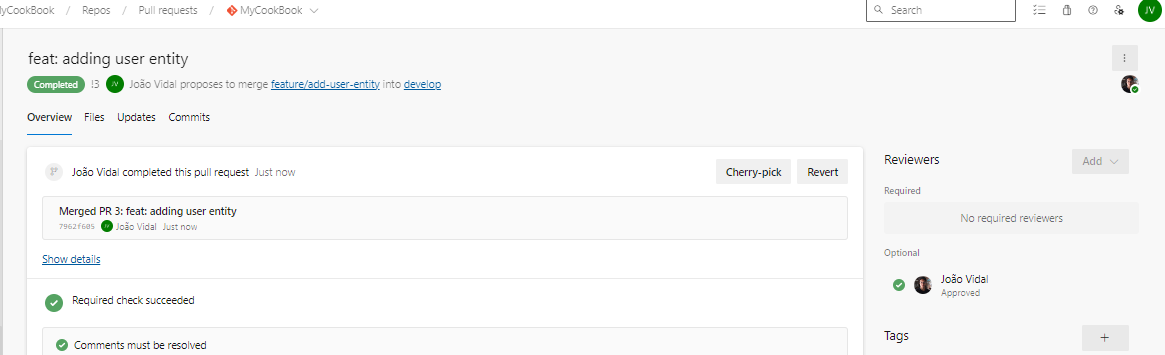 MyCookBook / Repos / Pull requests / MyCookBook
Search
JV
feat: adding user entity
Completed !3 JV João Vidal proposes to merge feature/add-user-entity into develop
Overview Files Updates Commits
João Vidal completed this pull request Just now
Cherry-pick Revert
Merged PR 3: feat: adding user entity
7962f605 JV João Vidal Just now
Show details
Required check succeeded
Comments must be resolved
Reviewers Add
Required
No required reviewers
Optional
João Vidal
Approved
Tags +